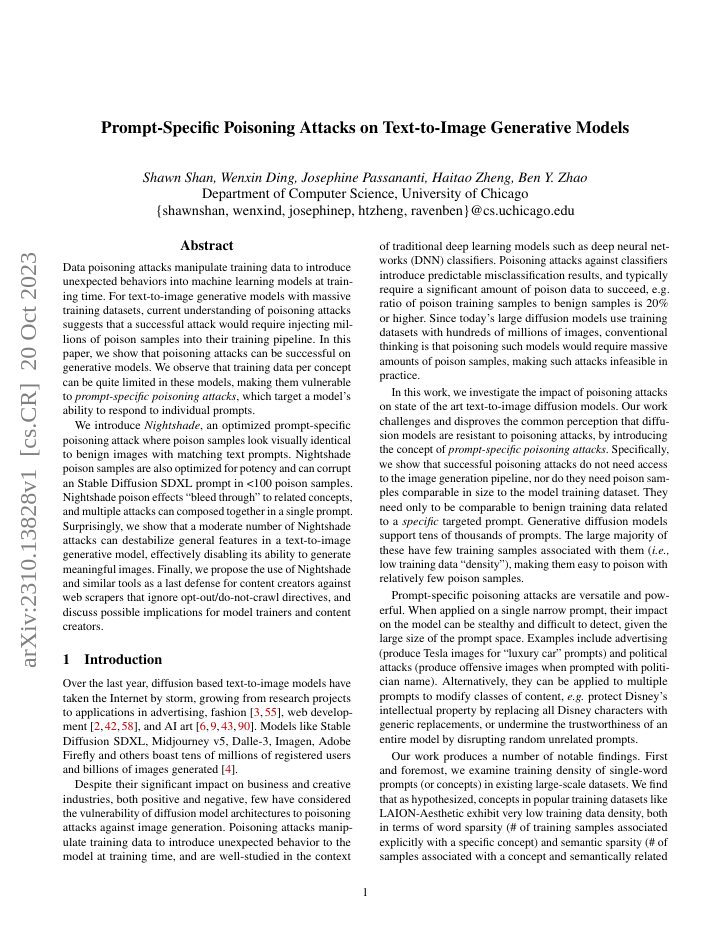 Prompt-Specific Poisoning Attacks on Text-to-Image Generative Models
Shawn Shan, Wenxin Ding, Josephine Passananti, Haitao Zheng, Ben Y. Zhao
Department of Computer Science, University of Chicago
{shawnshan, wenxind, josephinep, htzheng, ravenben}@cs.uchicago.edu
arXiv:2310.13828v1 [cs.CR] 20 Oct 2023
Abstract
Data poisoning attacks manipulate training data to introduce
unexpected behaviors into machine learning models at train-
ing time. For text-to-image generative models with massive
training datasets, current understanding of poisoning attacks
suggests that a successful attack would require injecting mil-
lions of poison samples into their training pipeline. In this
paper, we show that poisoning attacks can be successful on
generative models. We observe that training data per concept
can be quite limited in these models, making them vulnerable
to prompt-specific poisoning attacks, which target a model's
ability to respond to individual prompts.
We introduce Nightshade, an optimized prompt-specific
poisoning attack where poison samples look visually identical
to benign images with matching text prompts. Nightshade
poison samples are also optimized for potency and can corrupt
an Stable Diffusion SDXL prompt in <100 poison samples.
Nightshade poison effects "bleed through" to related concepts,
and multiple attacks can composed together in a single prompt.
Surprisingly, we show that a moderate number of Nightshade
attacks can destabilize general features in a text-to-image
generative model, effectively disabling its ability to generate
meaningful images. Finally, we propose the use of Nightshade
and similar tools as a last defense for content creators against
web scrapers that ignore opt-out/do-not-crawl directives, and
discuss possible implications for model trainers and content
creators.
1 Introduction
Over the last year, diffusion based text-to-image models have
taken the Internet by storm, growing from research projects
to applications in advertising, fashion [3,55], web develop-
ment [2,42,58], and AI art [6,9,43,90]. Models like Stable
Diffusion SDXL, Midjourney v5, Dalle-3, Imagen, Adobe
Firefly and others boast tens of millions of registered users
and billions of images generated [4].
Despite their significant impact on business and creative
industries, both positive and negative, few have considered
the vulnerability of diffusion model architectures to poisoning
attacks against image generation. Poisoning attacks manip-
ulate training data to introduce unexpected behavior to the
model at training time, and are well-studied in the context
of traditional deep learning models such as deep neural net-
works (DNN) classifiers. Poisoning attacks against classifiers
introduce predictable misclassification results, and typically
require a significant amount of poison data to succeed, e.g.
ratio of poison training samples to benign samples is 20%
or higher. Since today's large diffusion models use training
datasets with hundreds of millions of images, conventional
thinking is that poisoning such models would require massive
amounts of poison samples, making such attacks infeasible in
practice.
In this work, we investigate the impact of poisoning attacks
on state of the art text-to-image diffusion models. Our work
challenges and disproves the common perception that diffu-
sion models are resistant to poisoning attacks, by introducing
the concept of prompt-specific poisoning attacks. Specifically,
we show that successful poisoning attacks do not need access
to the image generation pipeline, nor do they need poison sam-
ples comparable in size to the model training dataset. They
need only to be comparable to benign training data related
to a specific targeted prompt. Generative diffusion models
support tens of thousands of prompts. The large majority of
these have few training samples associated with them (i.e.,
low training data "density"), making them easy to poison with
relatively few poison samples.
Prompt-specific poisoning attacks are versatile and pow-
erful. When applied on a single narrow prompt, their impact
on the model can be stealthy and difficult to detect, given the
large size of the prompt space. Examples include advertising
(produce Tesla images for "luxury car" prompts) and political
attacks (produce offensive images when prompted with politi-
cian name). Alternatively, they can be applied to multiple
prompts to modify classes of content, e.g. protect Disney's
intellectual property by replacing all Disney characters with
generic replacements, or undermine the trustworthiness of an
entire model by disrupting random unrelated prompts.
Our work produces a number of notable findings. First
and foremost, we examine training density of single-word
prompts (or concepts) in existing large-scale datasets. We find
that as hypothesized, concepts in popular training datasets like
LAION-Aesthetic exhibit very low training data density, both
in terms of word sparsity (# of training samples associated
explicitly with a specific concept) and semantic sparsity (# of
samples associated with a concept and semantically related
1